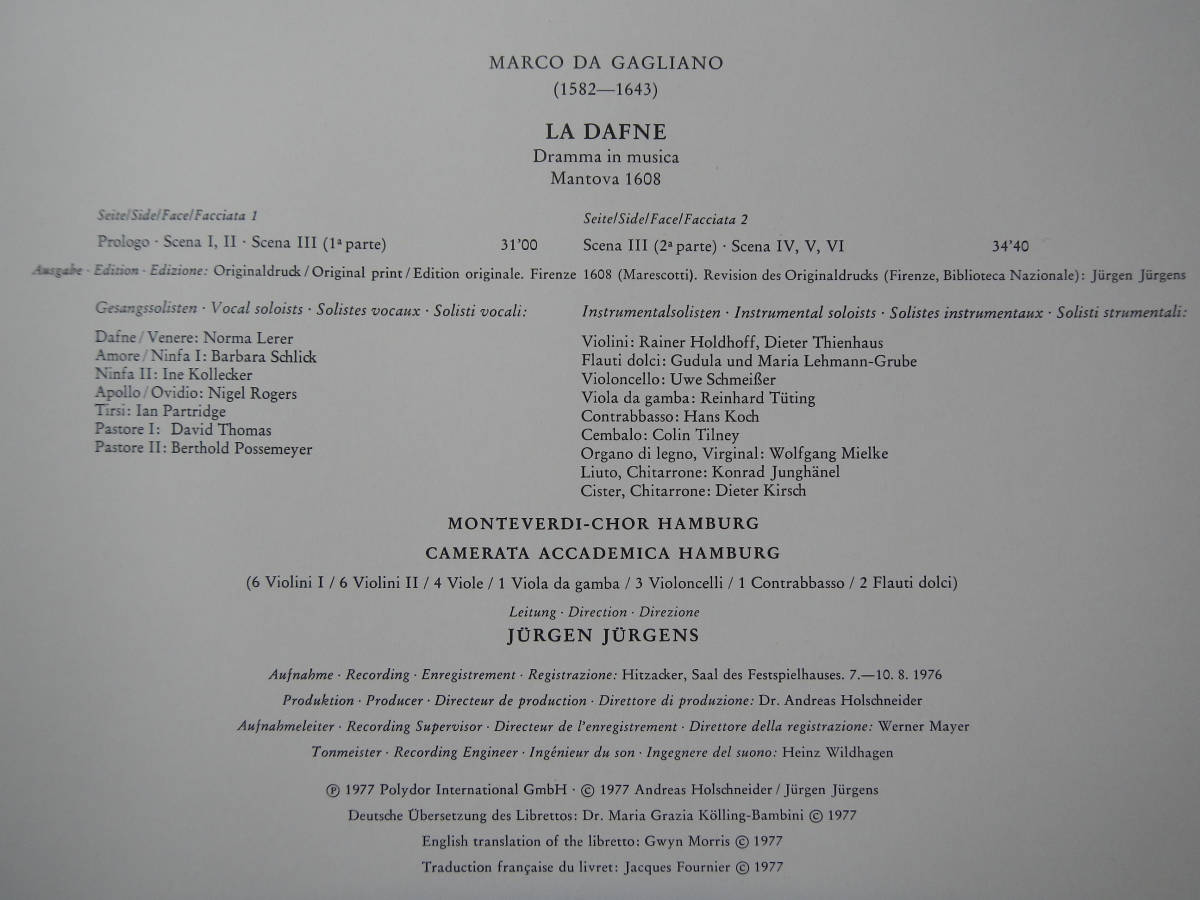 MARCO DA GAGLIANO
(1582—1643)
LA DAFNE
Dramma in musica
Mantova 1608
Seite/Side/Face/Facciata 1
Prologo · Scena I, II · Scena III (1ª parte) 31'00
Seite/Side/Face/Facciata 2
Scena III (2ª parte) · Scena IV, V, VI 34'40
Ausgabe · Edition · Edizione: Originaldruck / Original print / Edition originale. Firenze 1608 (Marescotti). Revision des Originaldrucks (Firenze, Biblioteca Nazionale): Jürgen Jürgens
Gesangssolisten · Vocal soloists · Solistes vocaux · Solisti vocali:
Dafne / Venere: Norma Lerer
Amore / Ninfa I: Barbara Schlick
Ninfa II: Ine Kollecker
Apollo / Ovidio: Nigel Rogers
Tirsi: Ian Partridge
Pastore I: David Thomas
Pastore II: Berthold Possemeyer
Instrumentalsolisten · Instrumental soloists · Solistes instrumentaux · Solisti strumentali:
Violini: Rainer Holdhoff, Dieter Thienhaus
Flauti dolci: Gudula und Maria Lehmann-Grube
Violoncello: Uwe Schmeißer
Viola da gamba: Reinhard Tüting
Contrabbasso: Hans Koch
Cembalo: Colin Tilney
Organo di legno, Virginal: Wolfgang Mielke
Liuto, Chitarrone: Konrad Junghänel
Cister, Chitarrone: Dieter Kirsch
MONTEVERDI-CHOR HAMBURG
CAMERATA ACCADEMICA HAMBURG
(6 Violini I / 6 Violini II / 4 Viole / 1 Viola da gamba / 3 Violoncelli / 1 Contrabbasso / 2 Flauti dolci)
Leitung · Direction · Direzione
JÜRGEN JÜRGENS
Aufnahme · Recording · Enregistrement · Registrazione: Hitzacker, Saal des Festspielhauses. 7.—10. 8. 1976
Produktion · Producer · Directeur de production · Direttore di produzione: Dr. Andreas Holschneider
Aufnahmeleiter · Recording Supervisor · Directeur de l'enregistrement · Direttore della registrazione: Werner Mayer
Tonmeister · Recording Engineer · Ingénieur du son · Ingegnere del suono: Heinz Wildhagen
℗ 1977 Polydor International GmbH · © 1977 Andreas Holschneider / Jürgen Jürgens
Deutsche Übersetzung des Librettos: Dr. Maria Grazia Kölling-Bambini © 1977
English translation of the libretto: Gwyn Morris © 1977
Traduction française du livret: Jacques Fournier © 1977